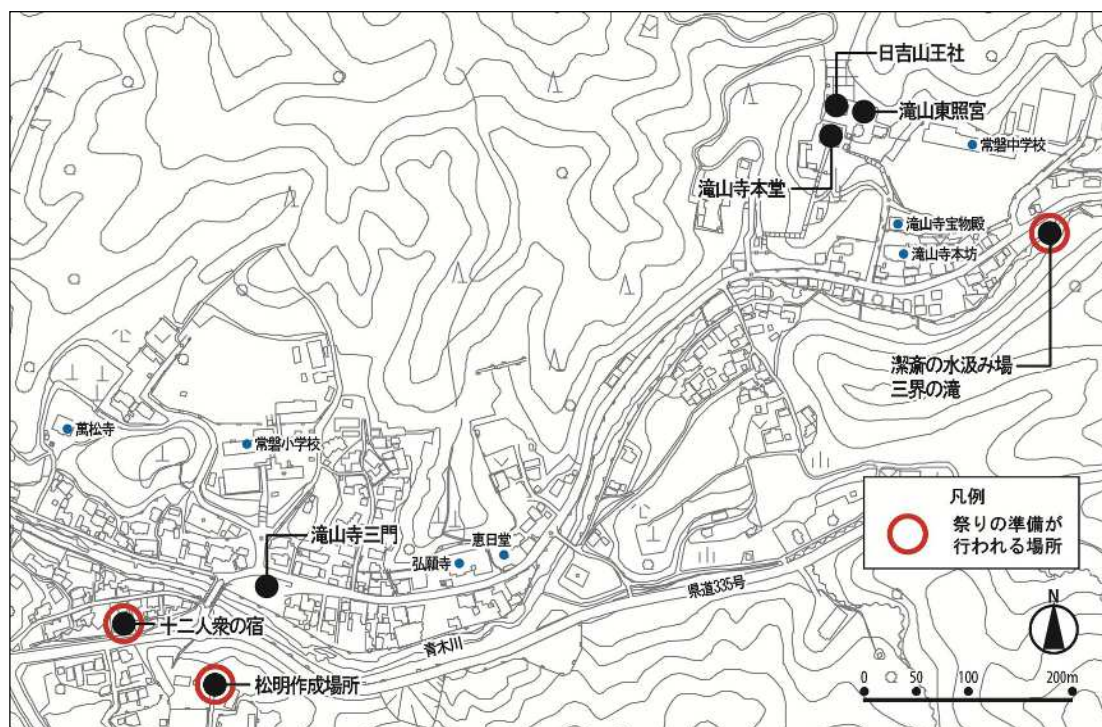 日吉山王社
滝山東照宮
常磐中学校
滝山寺本堂
滝山寺宝物殿
滝山寺本坊
潔斎の水汲み場
三界の滝
萬松寺
常磐小学校
凡例
祭りの準備が
行われる場所
滝山寺三門
恵日堂
弘願寺
県道335号
十二人衆の宿
青木川
松明作成場所
N
0 50 100 200m